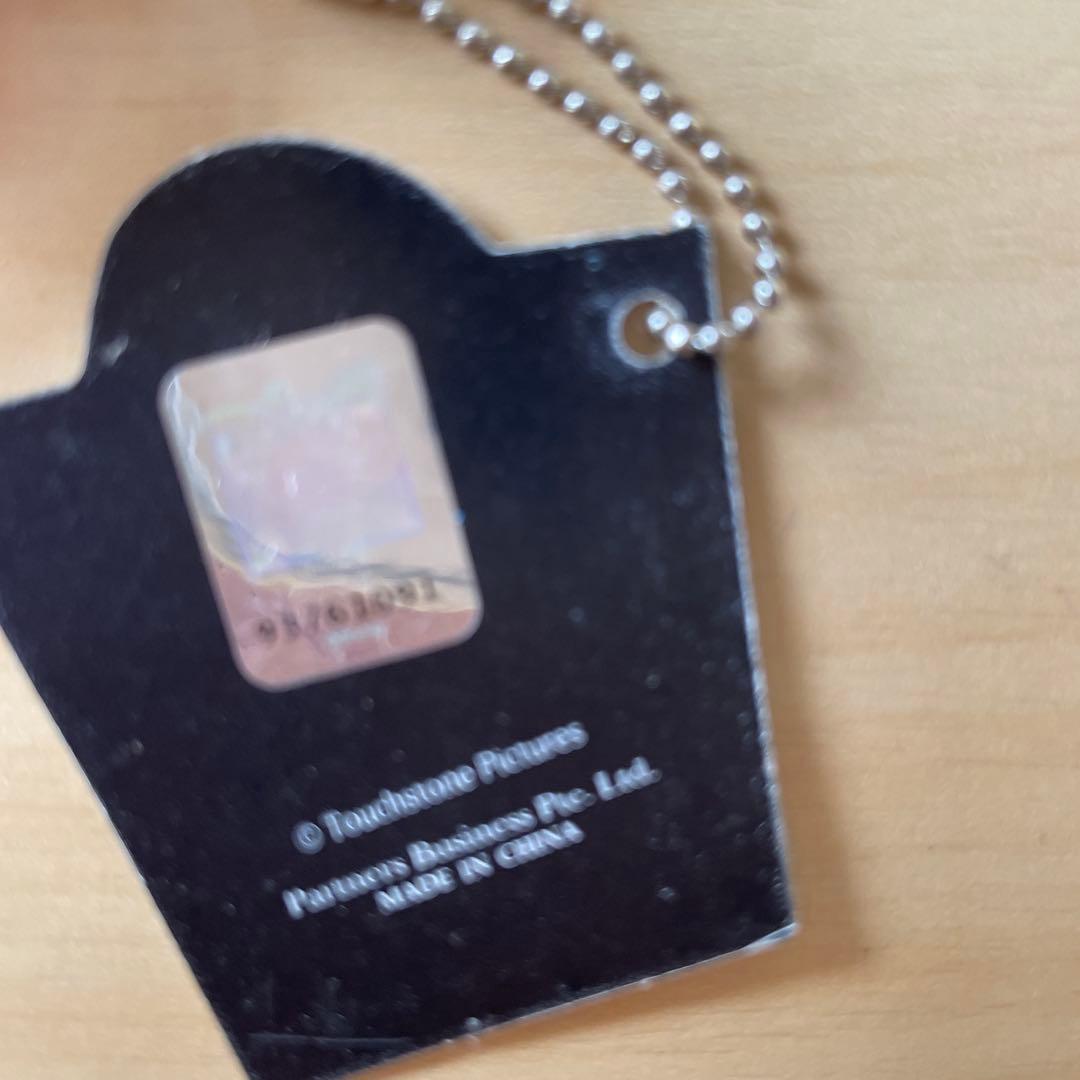 © Touchstone Pictures
Partners Business Pte. Ltd.
MADE IN CHINA